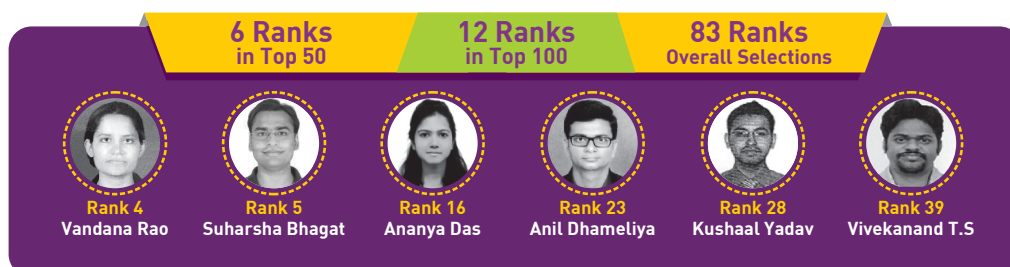 6 Ranks
in Top 50
12 Ranks
in Top 100
83 Ranks
Overall Selections
Rank 4
Vandana Rao
Rank 5
Suharsha Bhagat
Rank 16
Ananya Das
Rank 23
Anil Dhameliya
Rank 28
Kushaal Yadav
Rank 39
Vivekanand T.S